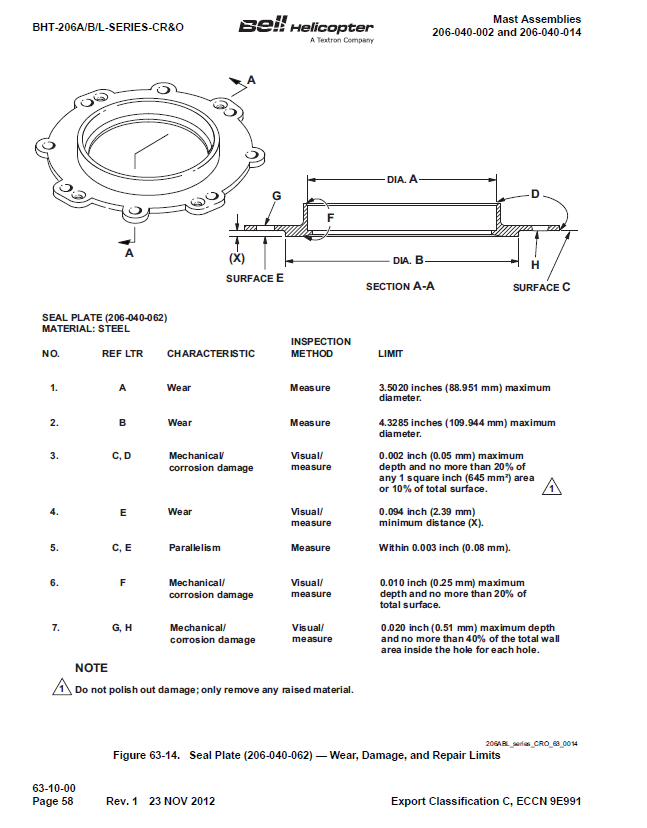 BHT-206A/B/L-SERIES-CR&O
Bell Helicopter
A Textron Company
Mast Assemblies
206-040-002 and 206-040-014
A
A
G
F
DIA. A
D
(X)
DIA. B
H
SURFACE E
SECTION A-A
SURFACE C
SEAL PLATE (206-040-062)
MATERIAL: STEEL
NO. REF LTR CHARACTERISTIC INSPECTION METHOD LIMIT
1. A Wear Measure 3.5020 inches (88.951 mm) maximum
diameter.
2. B Wear Measure 4.3285 inches (109.944 mm) maximum
diameter.
3. C, D Mechanical/ Visual/ 0.002 inch (0.05 mm) maximum
corrosion damage measure depth and no more than 20% of
any 1 square inch (645 mm²) area
or 10% of total surface. 1
4. E Wear Visual/ 0.094 inch (2.39 mm)
measure minimum distance (X).
5. C, E Parallelism Measure Within 0.003 inch (0.08 mm).
6. F Mechanical/ Visual/ 0.010 inch (0.25 mm) maximum
corrosion damage measure depth and no more than 20% of
total surface.
7. G, H Mechanical/ Visual/ 0.020 inch (0.51 mm) maximum depth
corrosion damage measure and no more than 40% of the total wall
area inside the hole for each hole.
NOTE
1 Do not polish out damage; only remove any raised material.
206ABL_series_CRO_63_0014
Figure 63-14. Seal Plate (206-040-062) — Wear, Damage, and Repair Limits
63-10-00
Page 58 Rev. 1 23 NOV 2012 Export Classification C, ECCN 9E991